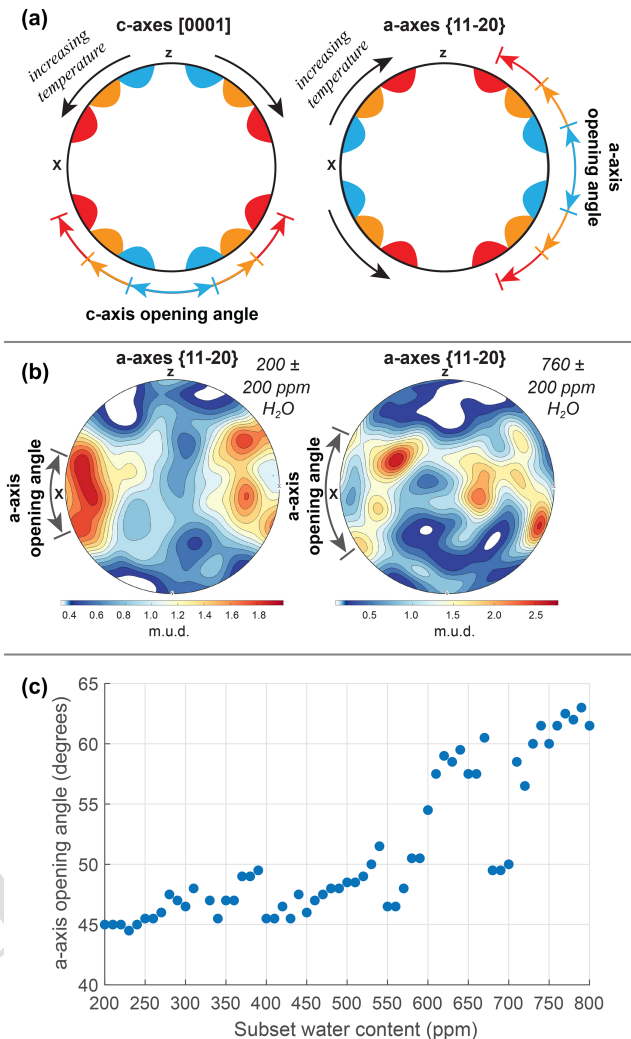 (a)
c-axes [0001]
a-axes {11-20}
z
z
increasing
temperature
increasing
temperature
X
X
a-axis
opening angle
c-axis opening angle
(b)
a-axes {11-20}
200 ±
200 ppm
H₂O
a-axes {11-20}
760 ±
200 ppm
H₂O
z
z
a-axis
opening angle
X
a-axis
opening angle
X
0.4 0.6 0.8 1.0 1.2 1.4 1.6 1.8
m.u.d.
0.5 1.0 1.5 2.0 2.5
m.u.d.
(c)
65
60
55
50
45
40
a-axis opening angle (degrees)
200 250 300 350 400 450 500 550 600 650 700 750 800
Subset water content (ppm)